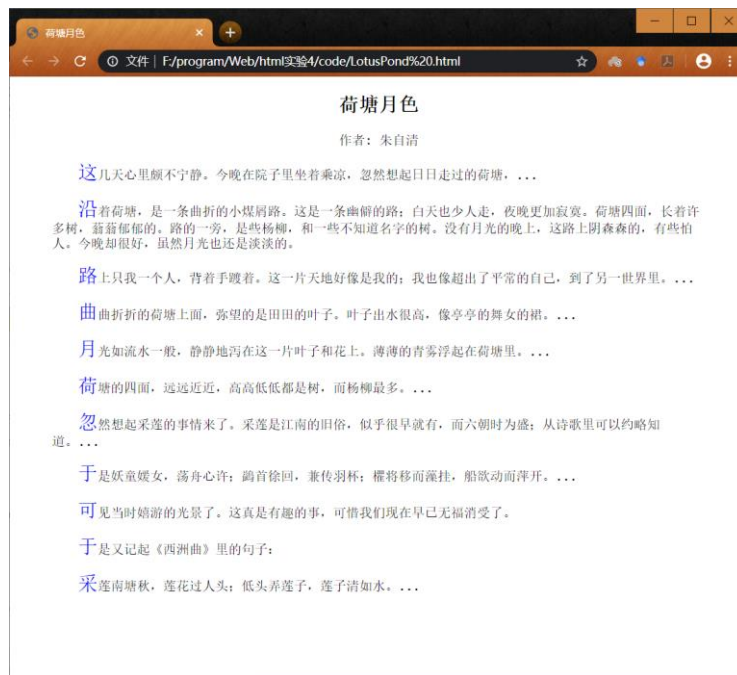 荷塘月色
文件 | F:/program/Web/html实验4/code/LotusPond%20.html
荷塘月色
作者: 朱自清
这几天心里颇不宁静。今晚在院子里坐着乘凉，忽然想起日日走过的荷塘，...
沿着荷塘，是一条曲折的小煤屑路。这是一条幽僻的路；白天也少人走，夜晚更加寂寞。荷塘四面，长着许
多树，蓊蓊郁郁的。路的一旁，是些杨柳，和一些不知道名字的树。没有月光的晚上，这路上阴森森的，有些怕
人。今晚却很好，虽然月光也还是淡淡的。
路上只我一个人，背着手踱着。这一片天地好像是我的；我也像超出了平常的自己，到了另一世界里。...
曲曲折折的荷塘上面，弥望的是田田的叶子。叶子出水很高，像亭亭的舞女的裙。...
月光如流水一般，静静地泻在这一片叶子和花上。薄薄的青雾浮起在荷塘里。...
荷塘的四面，远远近近，高高低低都是树，而杨柳最多。...
忽然想起采莲的事情来了。采莲是江南的旧俗，似乎很早就有，而六朝时为盛；从诗歌里可以约略知
道。...
于是妖童媛女，荡舟心许；鷁首徐回，兼传羽杯；櫂将移而藻挂，船欲动而萍开。...
可见当时嬉游的光景了。这真是有趣的事，可惜我们现在早已无福消受了。
于是又记起《西洲曲》里的句子：
采莲南塘秋，莲花过人头；低头弄莲子，莲子清如水。...